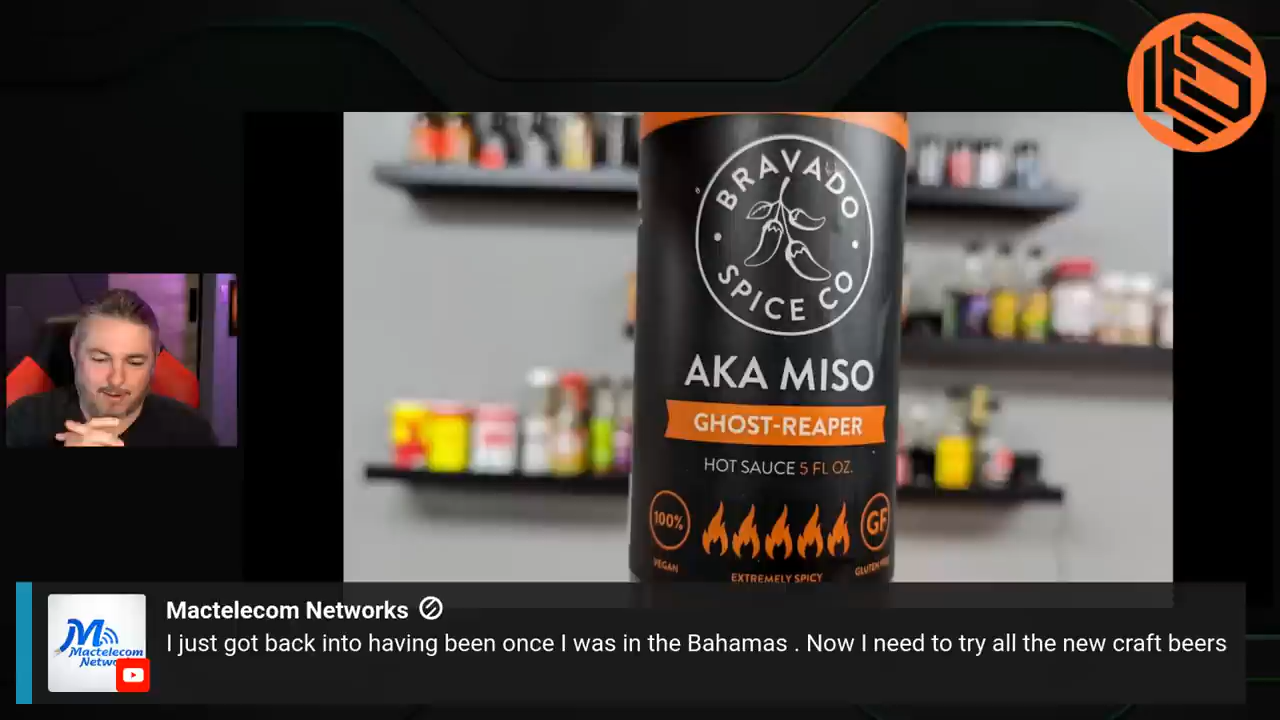 BRAVADO
SPICE CO
AKA MISO
GHOST-REAPER
HOT SAUCE 5 FL OZ.
100%
VEGAN
GF
GLUTEN FREE
EXTREMELY SPICY
Mactelecom Networks
I just got back into having been once I was in the Bahamas . Now I need to try all the new craft beers
Mactelecom